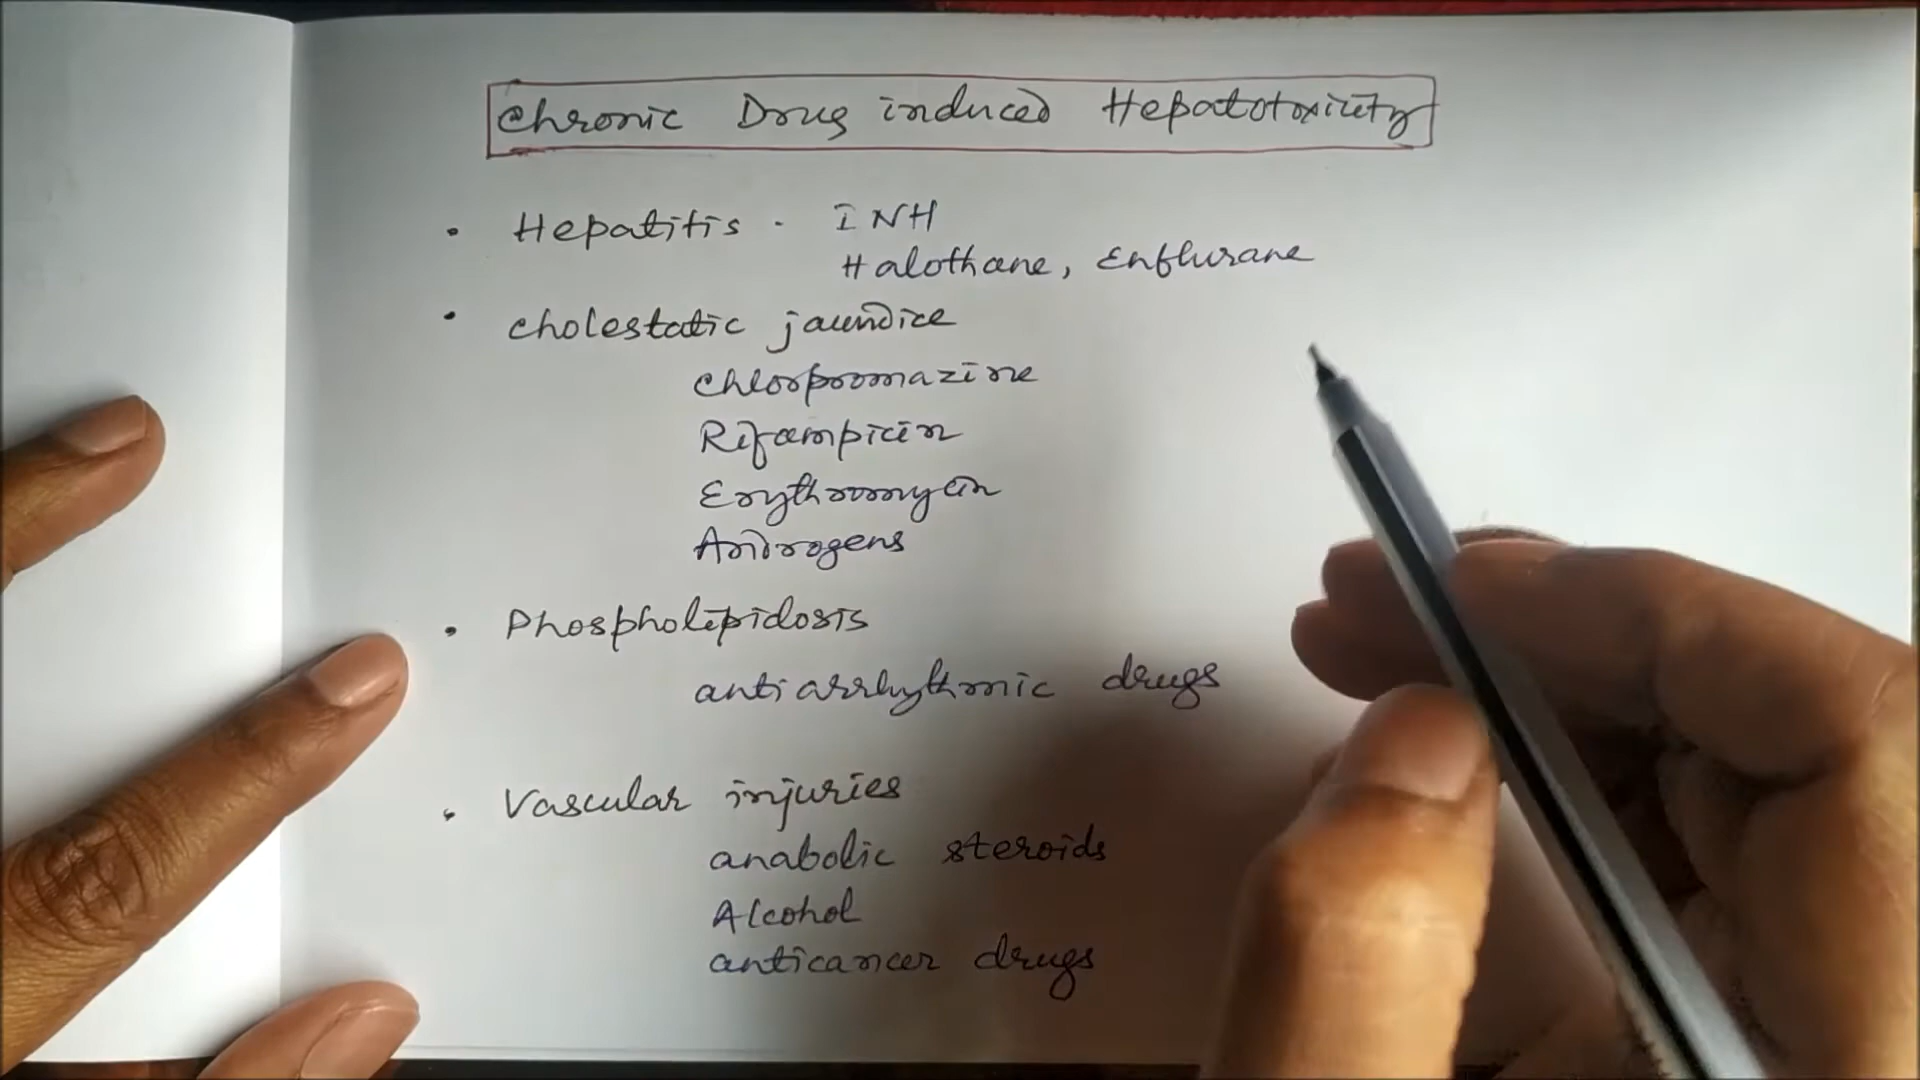 Chronic Drug induced Hepatotoxicity
• Hepatitis - INH
Halothane, Enflurane
• cholestatic jaundice
chlorpromazine
Rifampicin
Erythromycin
Androgens
• Phospholipidosis
antiarrhythmic drugs
• Vascular injuries
anabolic steroids
Alcohol
anticancer drugs